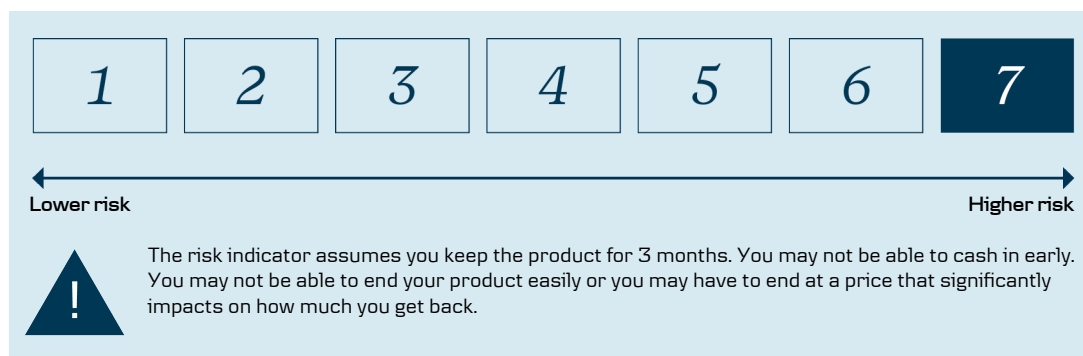 1 2 3 4 5 6 7
Lower risk Higher risk
The risk indicator assumes you keep the product for 3 months. You may not be able to cash in early.
You may not be able to end your product easily or you may have to end at a price that significantly
! impacts on how much you get back.